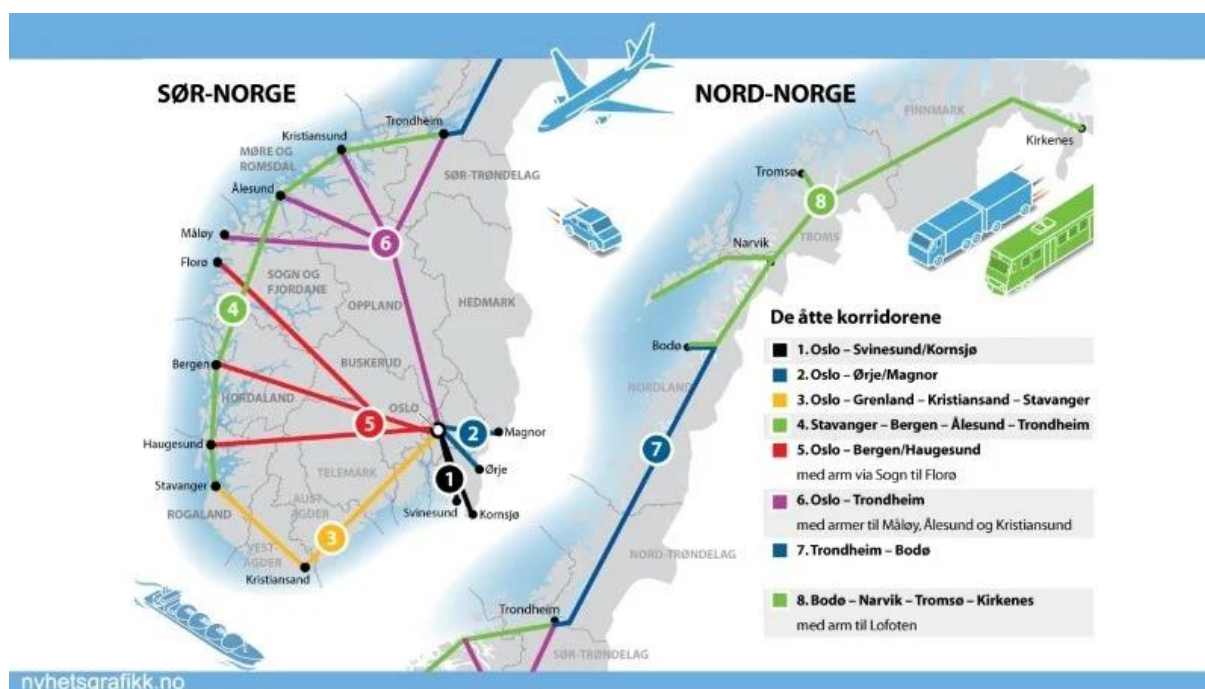 SØR-NORGE
Trondheim
Kristiansund
MØRE OG
ROMSDAL
SØR-TRØNDELAG
Ålesund
6
Måløy
Florø
SOGN OG
FJORDANE
HEDMARK
OPPLAND
4
BUSKERUD
Bergen
HORDALAND
OSLO
5
2
Magnor
Haugesund
Ørje
TELEMARK
1
Stavanger
AUST-
AGDER
Svinesund
Kornsjø
ROGALAND
3
VEST-
AGDER
Kristiansand
NORD-NORGE
FINNMARK
Kirkenes
Tromsø
8
TROMS
Narvik
Bodø
NORDLAND
7
NORD-TRØNDELAG
Trondheim
SØR-TRØNDELAG
De åtte korridorene
1. Oslo – Svinesund/Kornsjø
2. Oslo – Ørje/Magnor
3. Oslo – Grenland – Kristiansand – Stavanger
4. Stavanger – Bergen – Ålesund – Trondheim
5. Oslo – Bergen/Haugesund
med arm via Sogn til Florø
6. Oslo – Trondheim
med armer til Måløy, Ålesund og Kristiansund
7. Trondheim – Bodø
8. Bodø – Narvik – Tromsø – Kirkenes
med arm til Lofoten
nyhetsgrafikk.no